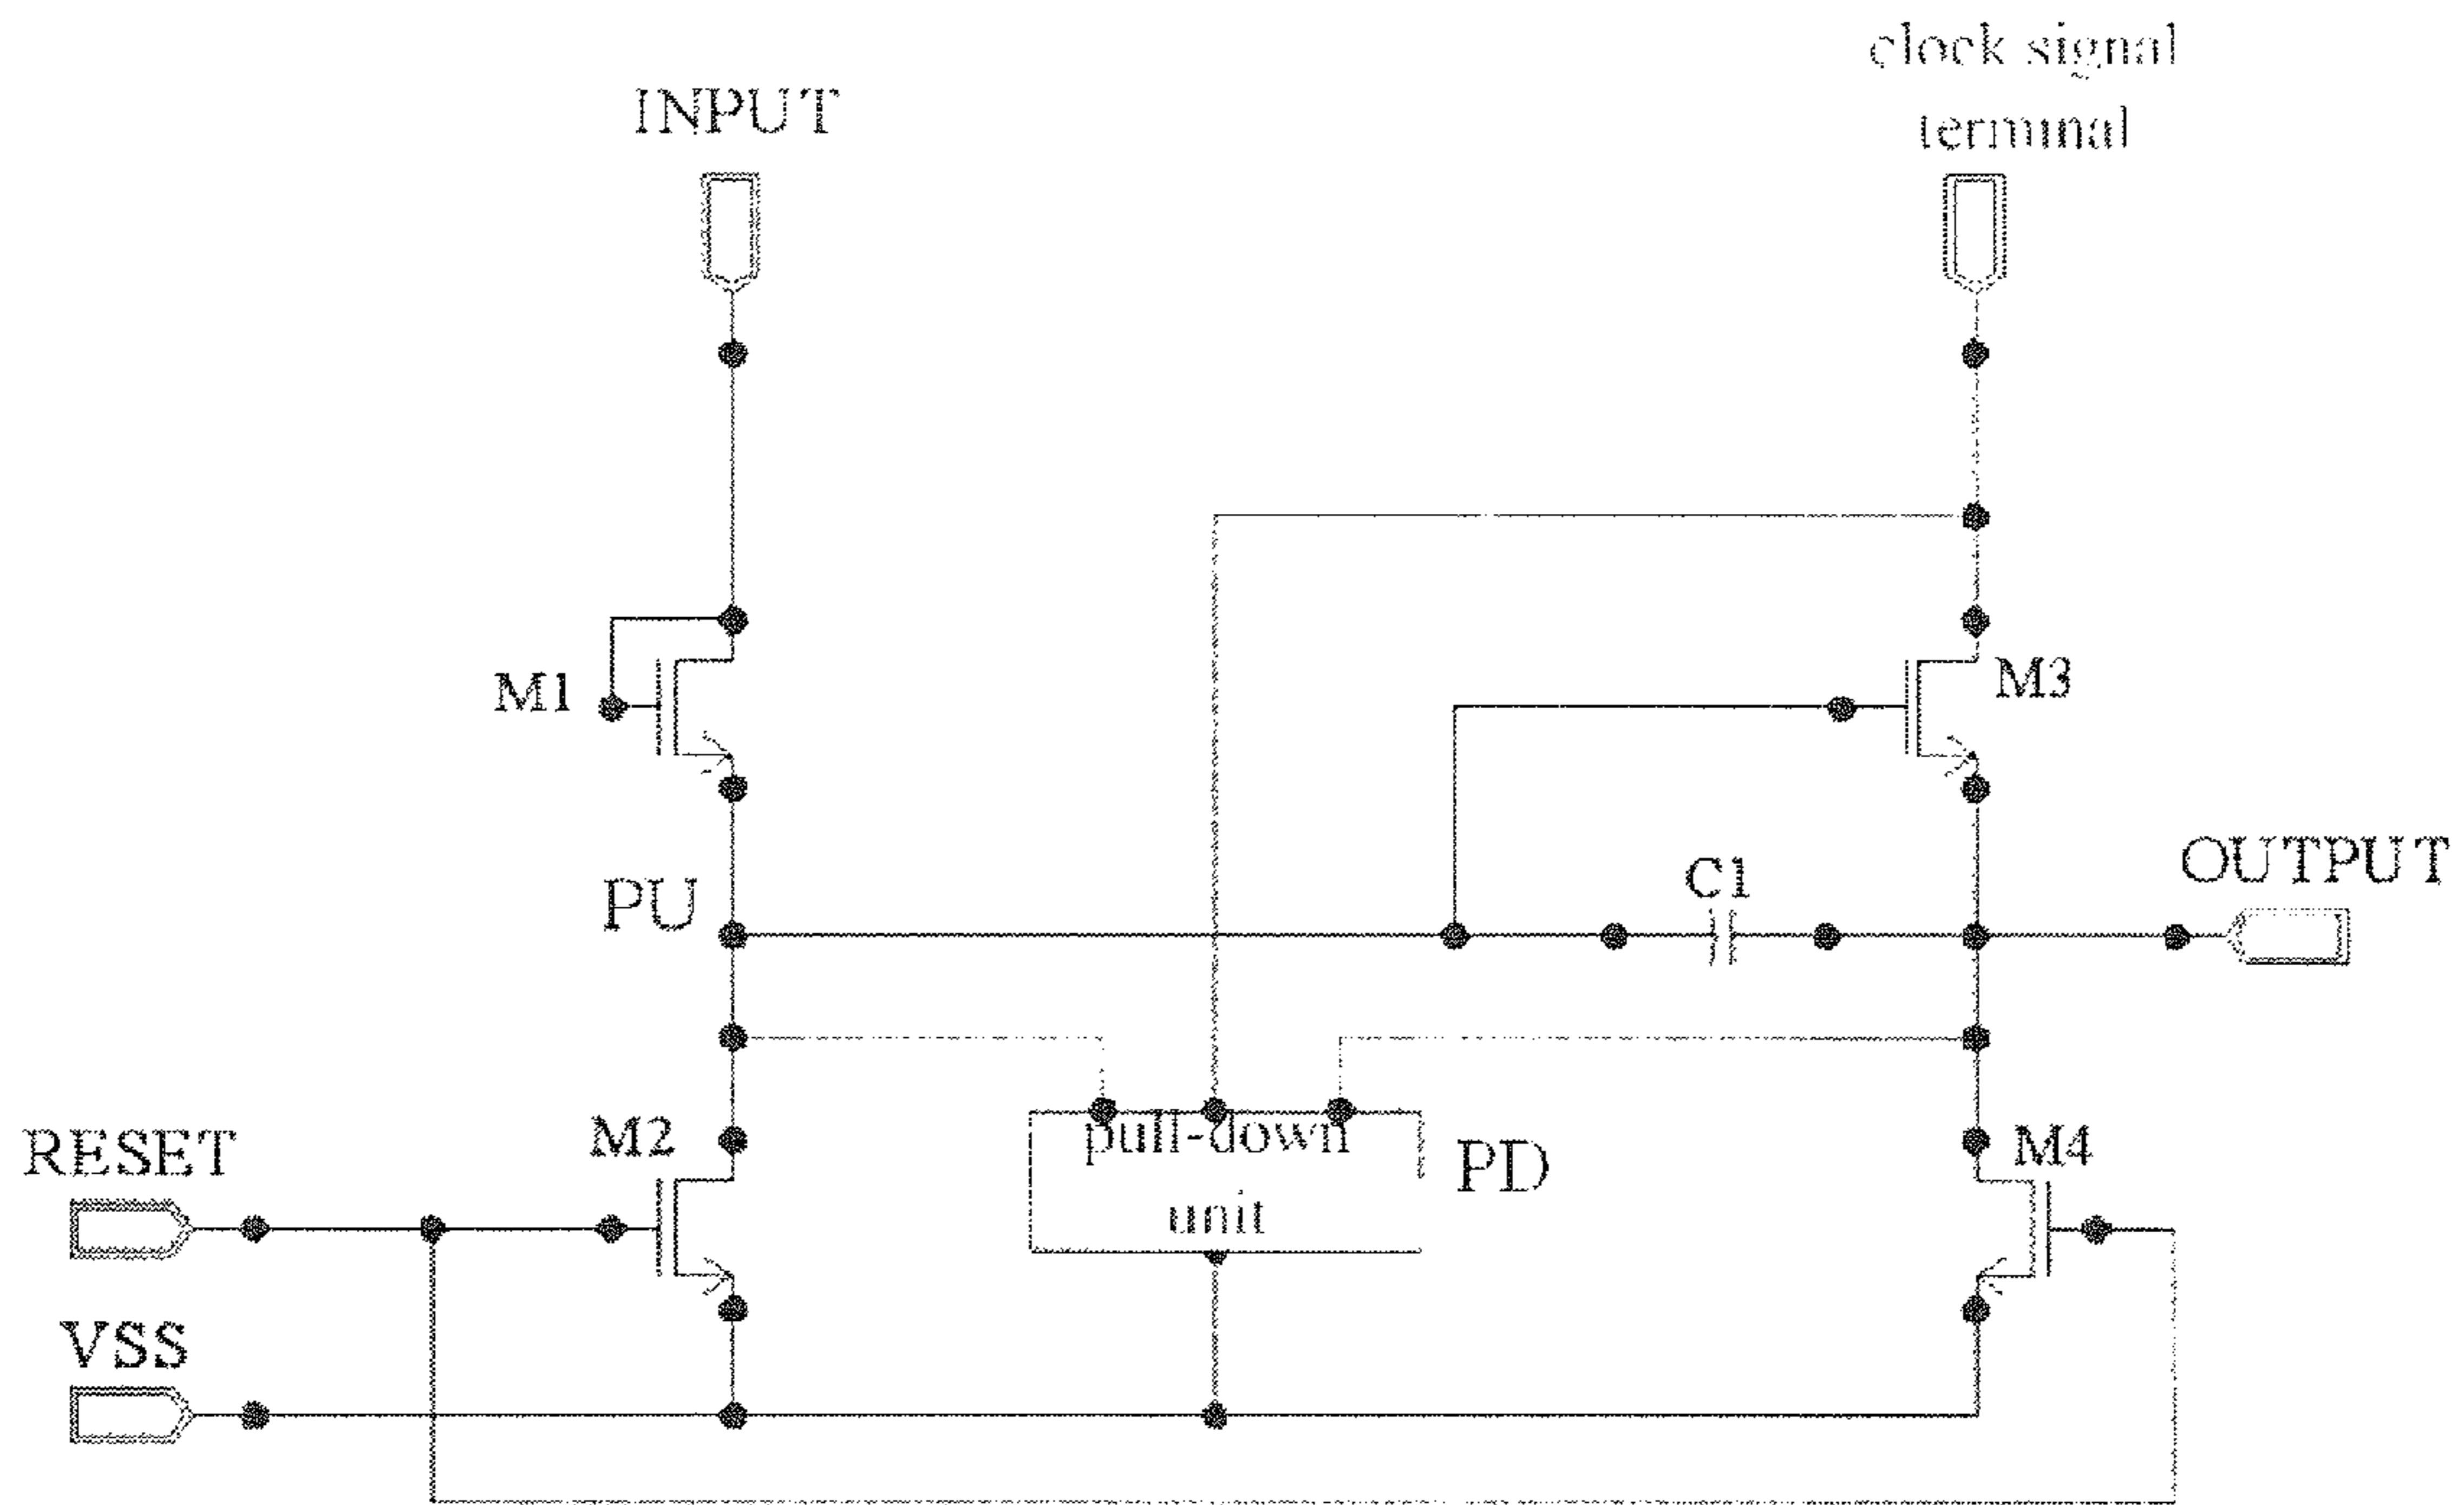 clock signal
terminal
INPUT
M1
M3
PU
C1
OUTPUT
M2
pull-down
unit
PD
M4
RESET
VSS